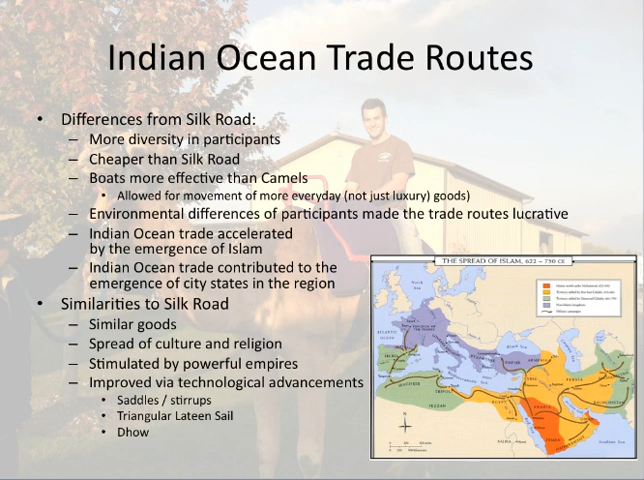 Indian Ocean Trade Routes
• Differences from Silk Road:
– More diversity in participants
– Cheaper than Silk Road
– Boats more effective than Camels
• Allowed for movement of more everyday (not just luxury) goods)
– Environmental differences of participants made the trade routes lucrative
– Indian Ocean trade accelerated
by the emergence of Islam
– Indian Ocean trade contributed to the
emergence of city states in the region
• Similarities to Silk Road
– Similar goods
– Spread of culture and religion
– Stimulated by powerful empires
– Improved via technological advancements
• Saddles / stirrups
• Triangular Lateen Sail
• Dhow
THE SPREAD OF ISLAM, 622 – 750 CE